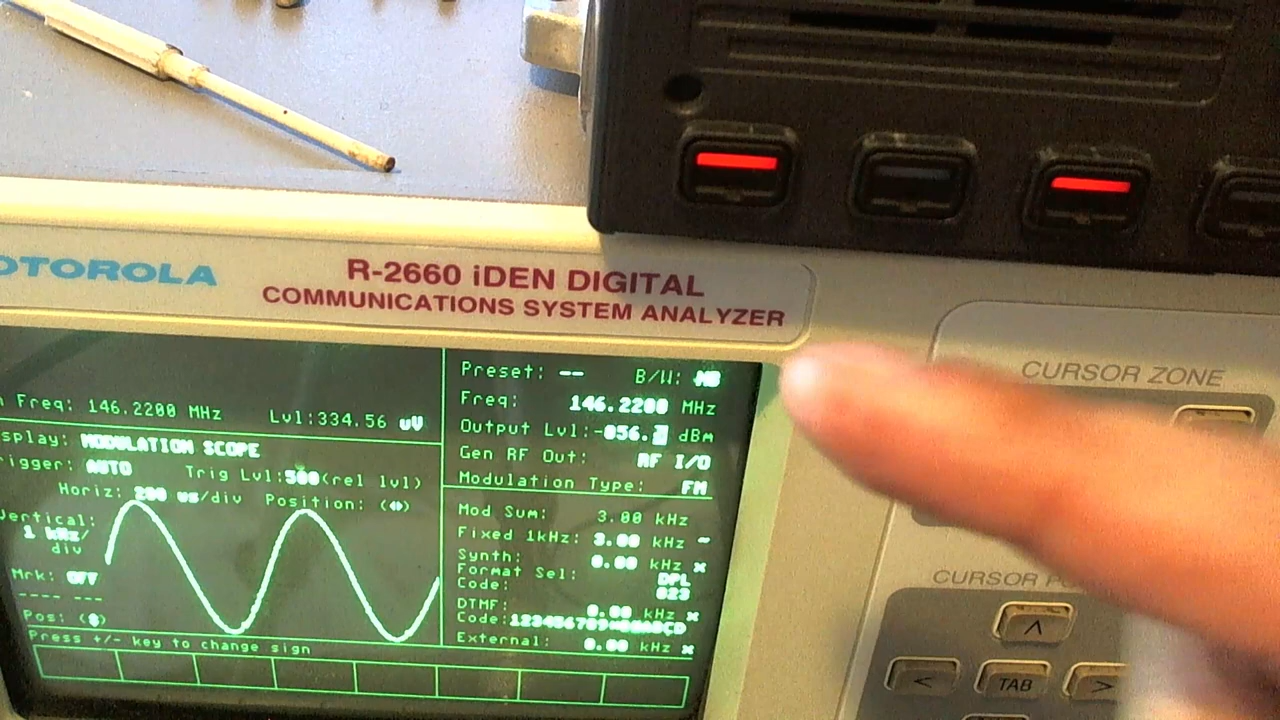 OTOROLA
R-2660 iDEN DIGITAL
COMMUNICATIONS SYSTEM ANALYZER
CURSOR ZONE
Preset: -- B/W:
Freq: 146.2200 MHz
Output Lvl:-056. dBm
Gen RF Out: RF I/O
Modulation Type: FM
Freq: 146.2200 MHz Lvl:334.56 uV
splay: MODULATION SCOPE
rigger: AUTO Trig Lvl:500(rel lvl)
Horiz: 200 us/div Position: (◂▸)
Vertical:
1 kHz/
div
Mrk: OFF
---- ---
Pos: (⬍)
Press +/- key to change sign
Mod Sum: 3.00 kHz
Fixed 1kHz: 3.00 kHz ~
Synth: 0.00 kHz x
Format Sel: DPL
Code: 023
DTMF: 0.00 kHz x
Code:123456789*0#ABCD
External: 0.00 kHz x
CURSOR PO
^
< TAB >